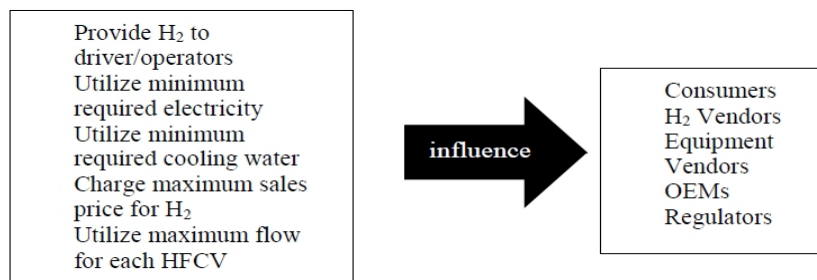 Provide H₂ to
driver/operators
Utilize minimum
required electricity
Utilize minimum
required cooling water
Charge maximum sales
price for H₂
Utilize maximum flow
for each HFCV
influence
Consumers
H₂ Vendors
Equipment
Vendors
OEMs
Regulators